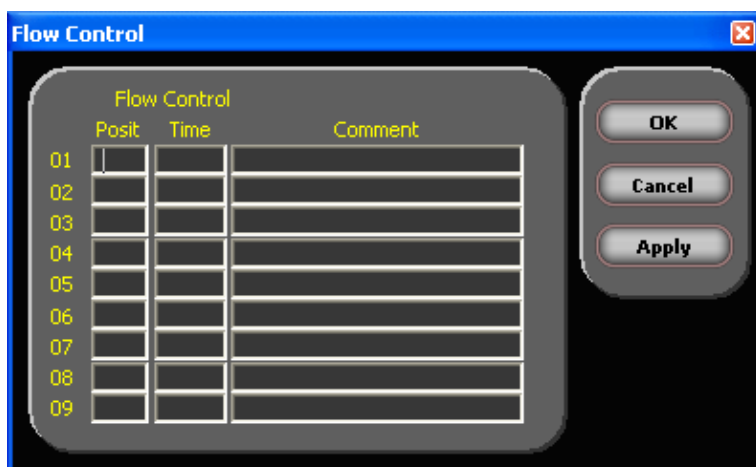 Flow Control
Flow Control
Posit Time Comment
01
02
03
04
05
06
07
08
09
OK
Cancel
Apply